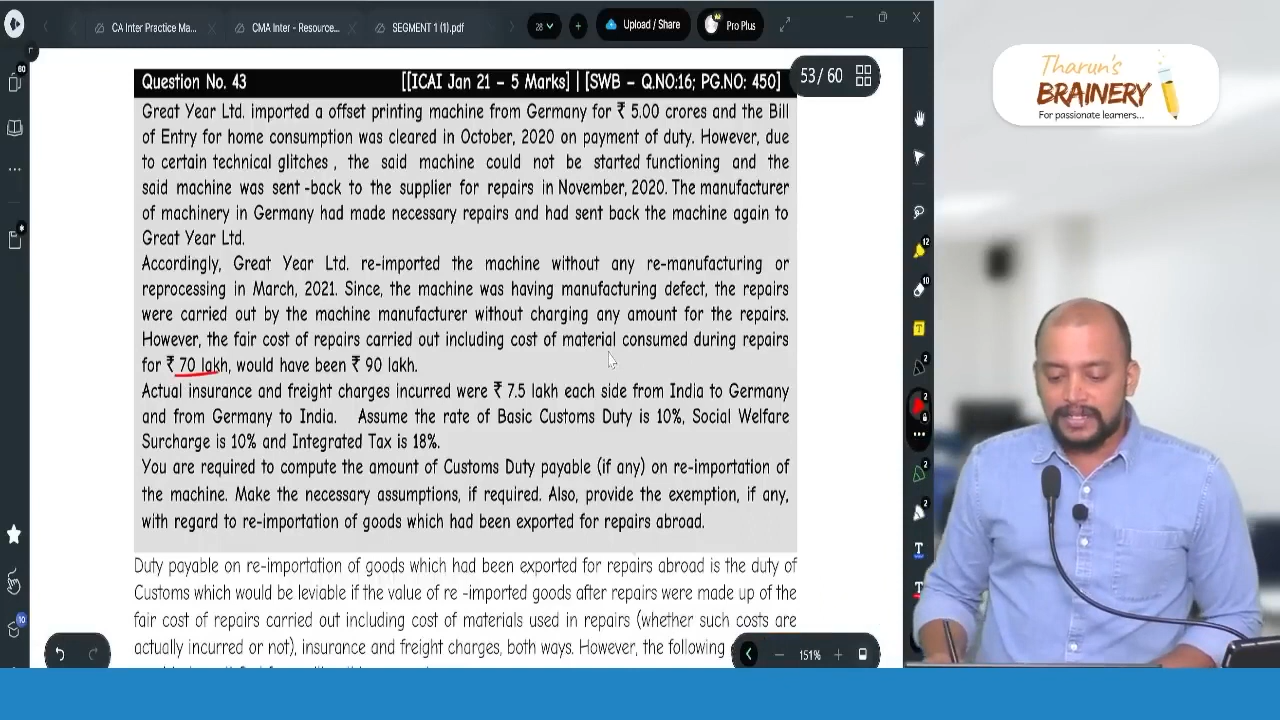 CA Inter Practice Ma...
CMA Inter - Resource...
SEGMENT 1 (1).pdf
28
Upload / Share
Pro Plus
60
Question No. 43 [[ICAI Jan 21 – 5 Marks] | [SWB – Q.NO:16; PG.NO: 450]
53 / 60
Great Year Ltd. imported a offset printing machine from Germany for ₹ 5.00 crores and the Bill
of Entry for home consumption was cleared in October, 2020 on payment of duty. However, due
to certain technical glitches , the said machine could not be started functioning and the
said machine was sent -back to the supplier for repairs in November, 2020. The manufacturer
of machinery in Germany had made necessary repairs and had sent back the machine again to
Great Year Ltd.
Accordingly, Great Year Ltd. re-imported the machine without any re-manufacturing or
reprocessing in March, 2021. Since, the machine was having manufacturing defect, the repairs
were carried out by the machine manufacturer without charging any amount for the repairs.
However, the fair cost of repairs carried out including cost of material consumed during repairs
for ₹ 70 lakh, would have been ₹ 90 lakh.
Actual insurance and freight charges incurred were ₹ 7.5 lakh each side from India to Germany
and from Germany to India. Assume the rate of Basic Customs Duty is 10%, Social Welfare
Surcharge is 10% and Integrated Tax is 18%.
You are required to compute the amount of Customs Duty payable (if any) on re-importation of
the machine. Make the necessary assumptions, if required. Also, provide the exemption, if any,
with regard to re-importation of goods which had been exported for repairs abroad.
Duty payable on re-importation of goods which had been exported for repairs abroad is the duty of
Customs which would be leviable if the value of re -imported goods after repairs were made up of the
fair cost of repairs carried out including cost of materials used in repairs (whether such costs are
actually incurred or not), insurance and freight charges, both ways. However, the following
151%
10
12
10
T
2
2
2
2
T
T
Tharun's
BRAINERY
For passionate learners...